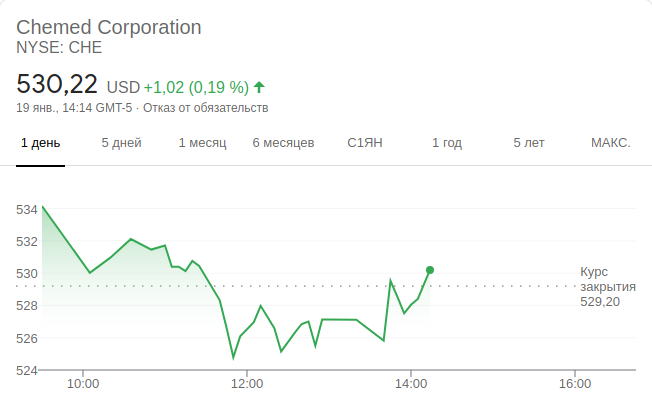 Chemed Corporation
NYSE: CHE
530,22 USD +1,02 (0,19 %)
19 янв., 14:14 GMT-5 · Отказ от обязательств
1 день 5 дней 1 месяц 6 месяцев С1ЯН 1 год 5 лет МАКС.
534
532
530
528
526
524
Курс
закрытия
529,20
10:00 12:00 14:00 16:00